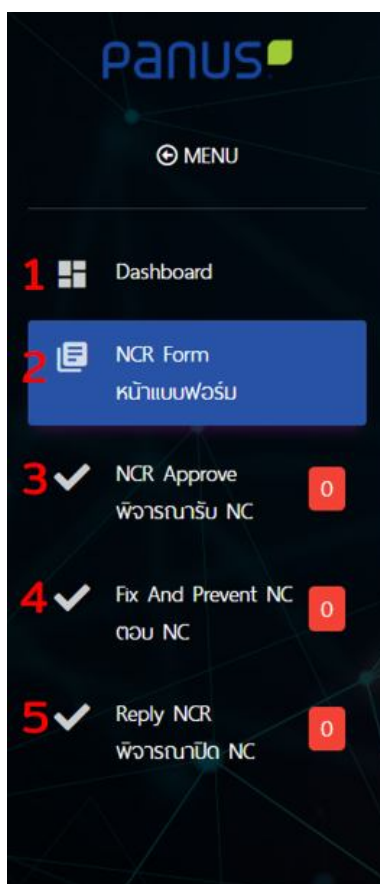 Panus
MENU
1 Dashboard
2 NCR Form
หน้าแบบฟอร์ม
3 NCR Approve
พิจารณารับ NC
0
4 Fix And Prevent NC
ตอบ NC
0
5 Reply NCR
พิจารณาปิด NC
0